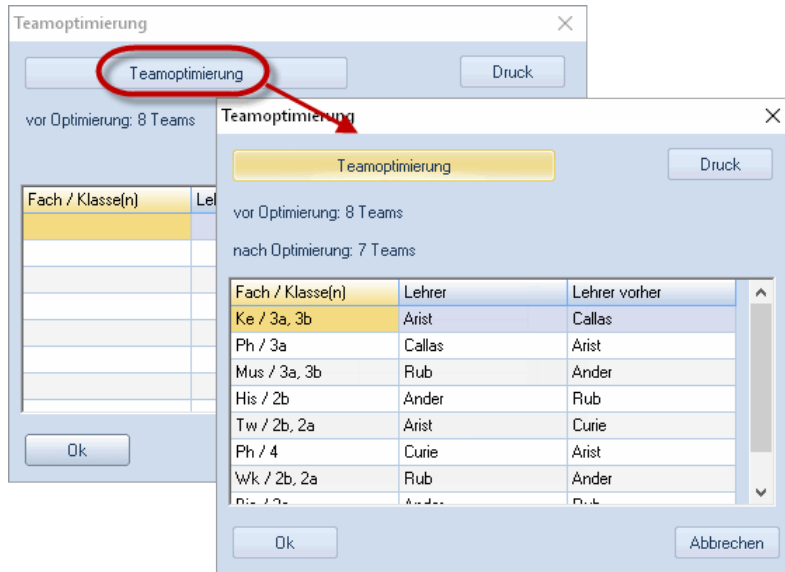 Teamoptimierung
Teamoptimierung Druck
vor Optimierung: 8 Teams
Fach / Klasse(n)
Ok
Teamoptimierung
Teamoptimierung Druck
vor Optimierung: 8 Teams
nach Optimierung: 7 Teams
Fach / Klasse(n) Lehrer Lehrer vorher
Ke / 3a, 3b Arist Callas
Ph / 3a Callas Arist
Mus / 3a, 3b Rub Ander
His / 2b Ander Rub
Tw / 2b, 2a Arist Curie
Ph / 4 Curie Arist
Wk / 2b, 2a Rub Ander
Ander Rub
Ok Abbrechen